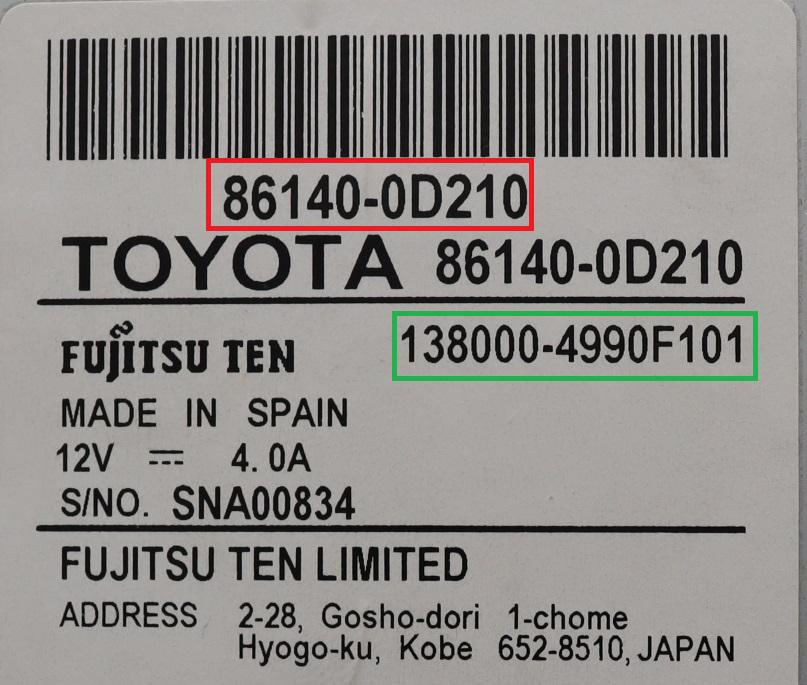 86140-0D210
TOYOTA 86140-0D210
FUJITSU TEN 138000-4990F101
MADE IN SPAIN
12V ⎓ 4.0A
S/NO. SNA00834
FUJITSU TEN LIMITED
ADDRESS 2-28, Gosho-dori 1-chome
Hyogo-ku, Kobe 652-8510, JAPAN